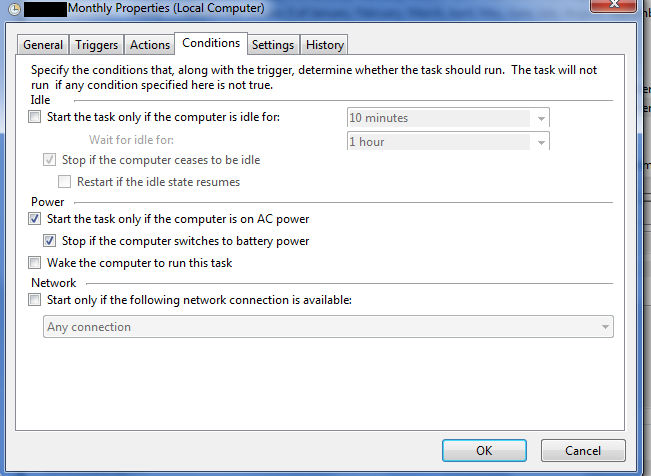 Monthly Properties (Local Computer)
General Triggers Actions Conditions Settings History
Specify the conditions that, along with the trigger, determine whether the task should run. The task will not
run if any condition specified here is not true.
Idle
Start the task only if the computer is idle for: 10 minutes
Wait for idle for: 1 hour
Stop if the computer ceases to be idle
Restart if the idle state resumes
Power
Start the task only if the computer is on AC power
Stop if the computer switches to battery power
Wake the computer to run this task
Network
Start only if the following network connection is available:
Any connection
OK Cancel